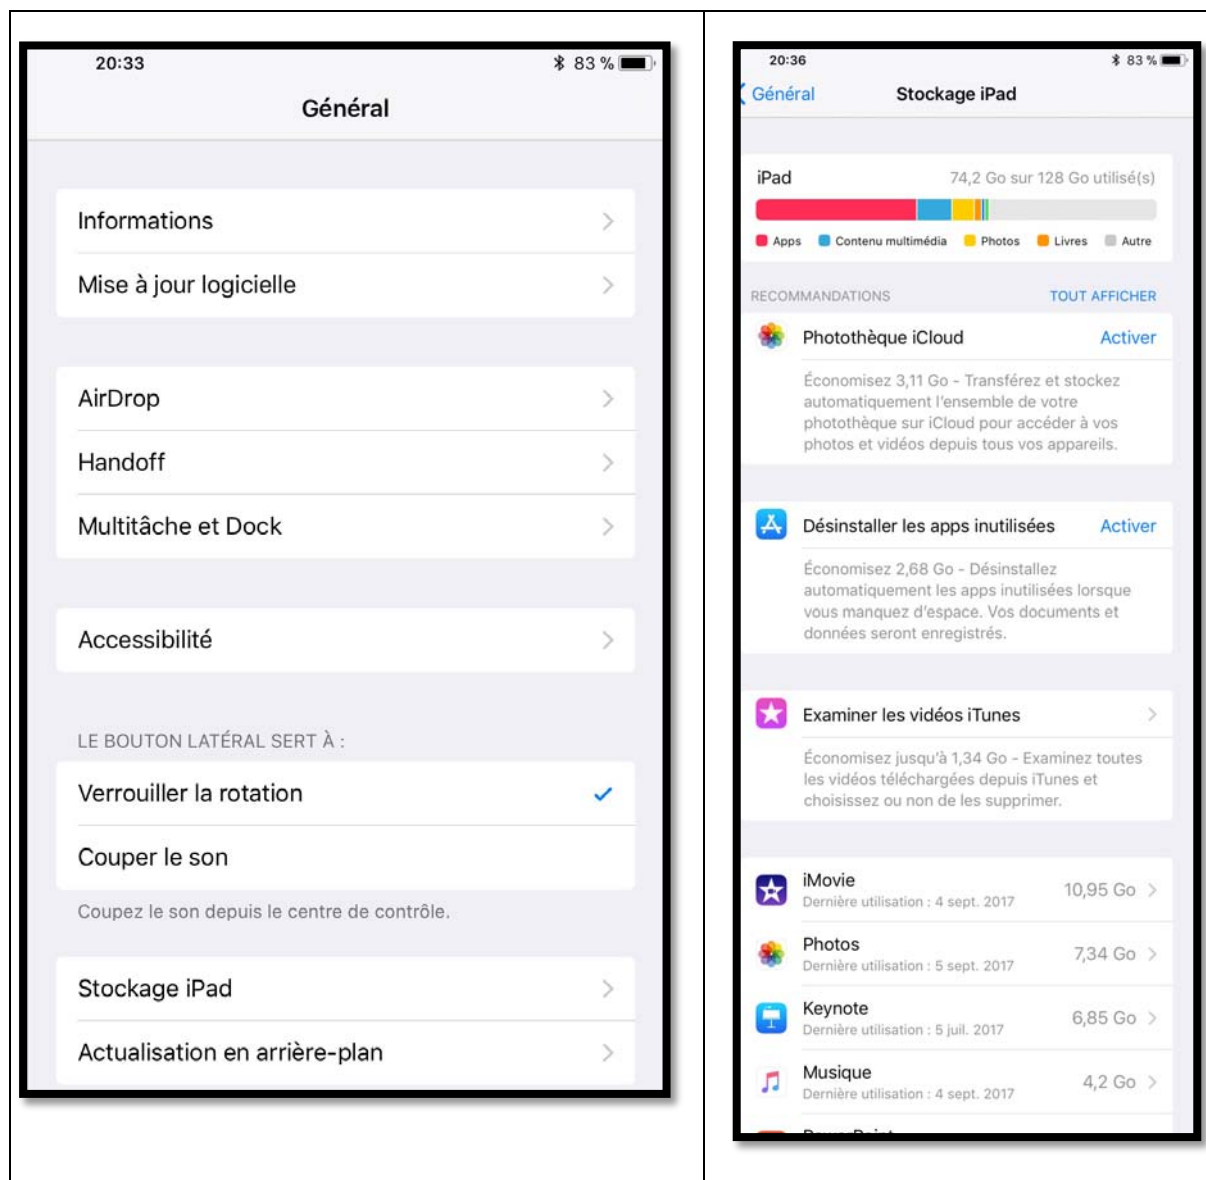 20:33
83 %
Général
Informations
Mise à jour logicielle
AirDrop
Handoff
Multitâche et Dock
Accessibilité
LE BOUTON LATÉRAL SERT À :
Verrouiller la rotation
Couper le son
Coupez le son depuis le centre de contrôle.
Stockage iPad
Actualisation en arrière-plan
20:36
83 %
Général
Stockage iPad
iPad
74,2 Go sur 128 Go utilisé(s)
Apps
Contenu multimédia
Photos
Livres
Autre
RECOMMANDATIONS
TOUT AFFICHER
Photothèque iCloud
Activer
Économisez 3,11 Go - Transférez et stockez
automatiquement l'ensemble de votre
photothèque sur iCloud pour accéder à vos
photos et vidéos depuis tous vos appareils.
Désinstaller les apps inutilisées
Activer
Économisez 2,68 Go - Désinstallez
automatiquement les apps inutilisées lorsque
vous manquez d'espace. Vos documents et
données seront enregistrés.
Examiner les vidéos iTunes
Économisez jusqu'à 1,34 Go - Examinez toutes
les vidéos téléchargées depuis iTunes et
choisissez ou non de les supprimer.
iMovie
Dernière utilisation : 4 sept. 2017
10,95 Go
Photos
Dernière utilisation : 5 sept. 2017
7,34 Go
Keynote
Dernière utilisation : 5 juil. 2017
6,85 Go
Musique
Dernière utilisation : 4 sept. 2017
4,2 Go